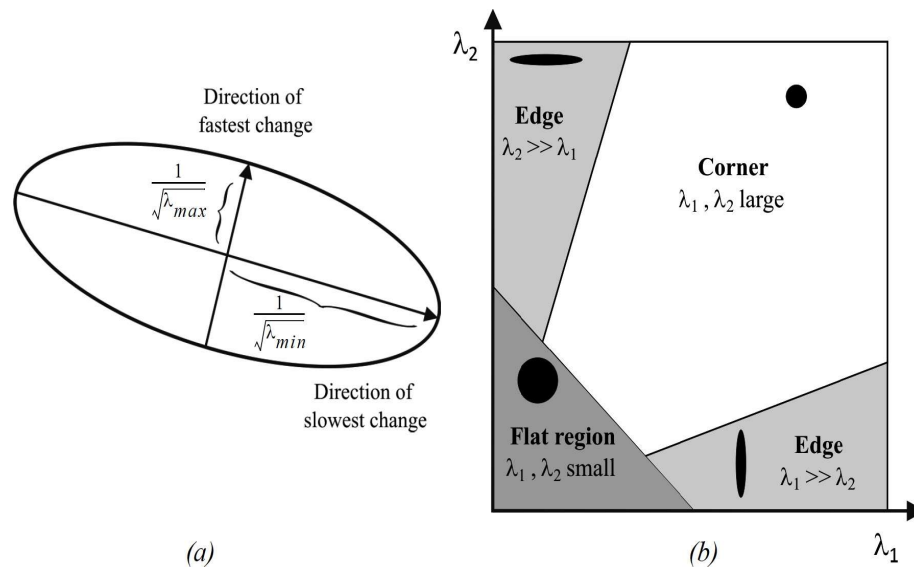 Direction of
fastest change
1
√λmax
1
√λmin
Direction of
slowest change
(a)
λ2
Edge
λ2 >> λ1
Corner
λ1 , λ2 large
Flat region
λ1 , λ2 small
Edge
λ1 >> λ2
λ1
(b)